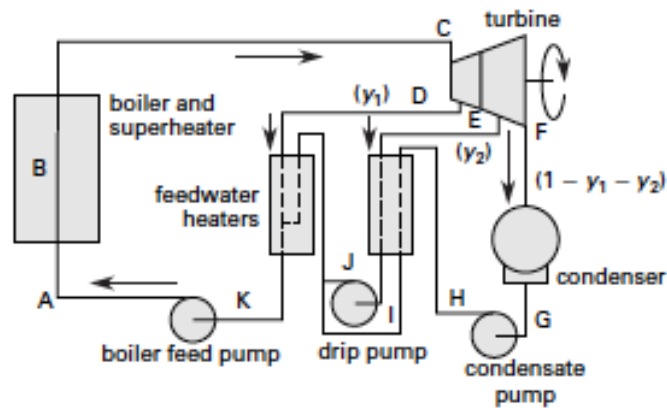 turbine
C
boiler and
superheater
(y₁)
D
E
F
B
(y₂)
(1 − y₁ − y₂)
feedwater
heaters
J
condenser
A
K
I
H
G
boiler feed pump
drip pump
condensate
pump